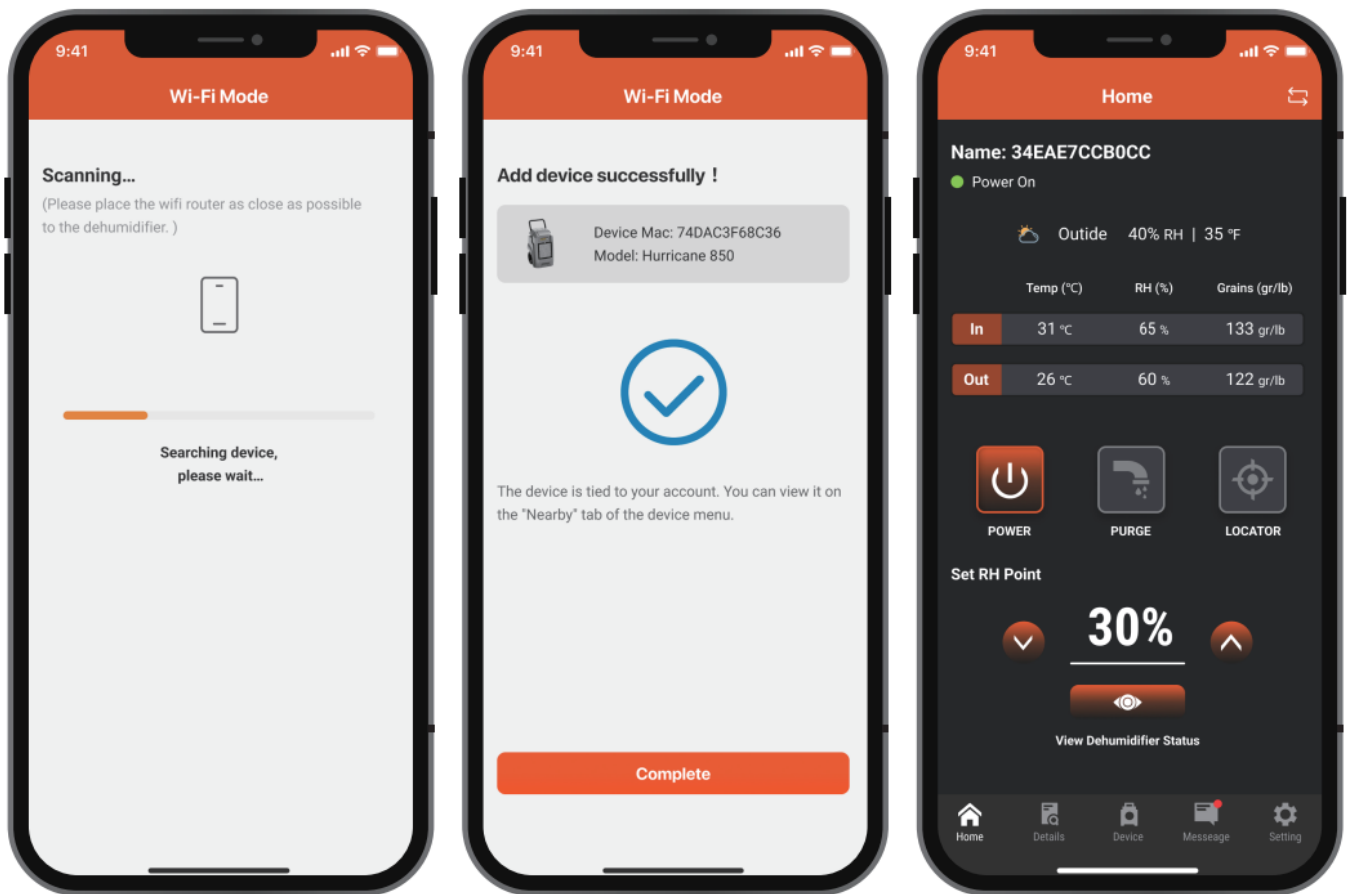 9:41
Wi-Fi Mode
Scanning...
(Please place the wifi router as close as possible
to the dehumidifier. )
Searching device,
please wait...
9:41
Wi-Fi Mode
Add device successfully !
Device Mac: 74DAC3F68C36
Model: Hurricane 850
The device is tied to your account. You can view it on
the "Nearby" tab of the device menu.
Complete
9:41
Home
Name: 34EAE7CCB0CC
Power On
Outide 40% RH | 35 °F
Temp (°C) RH (%) Grains (gr/lb)
In 31 °C 65 % 133 gr/lb
Out 26 °C 60 % 122 gr/lb
POWER PURGE LOCATOR
Set RH Point
30%
View Dehumidifier Status
Home Details Device Messeage Setting